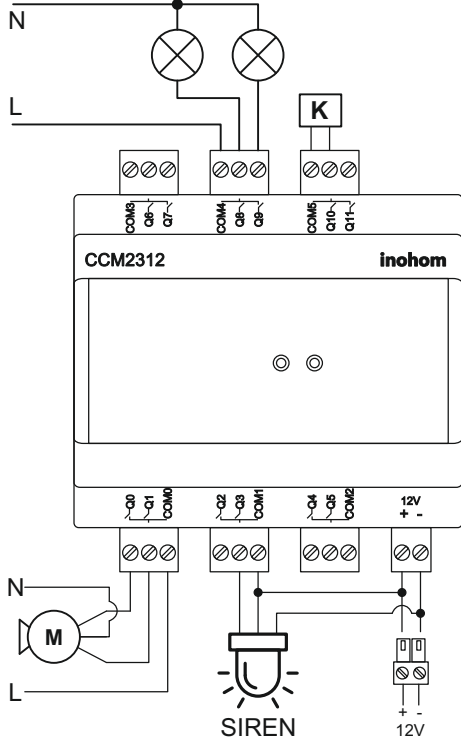 N
L
K
COM3 Q6 Q7
COM4 Q8 Q9
COM5 Q10 Q11
CCM2312 inohom
Q0 Q1 COM0
Q2 Q3 COM1
Q4 Q5 COM2
12V
+ -
N
M
L
SIREN
+ -
12V